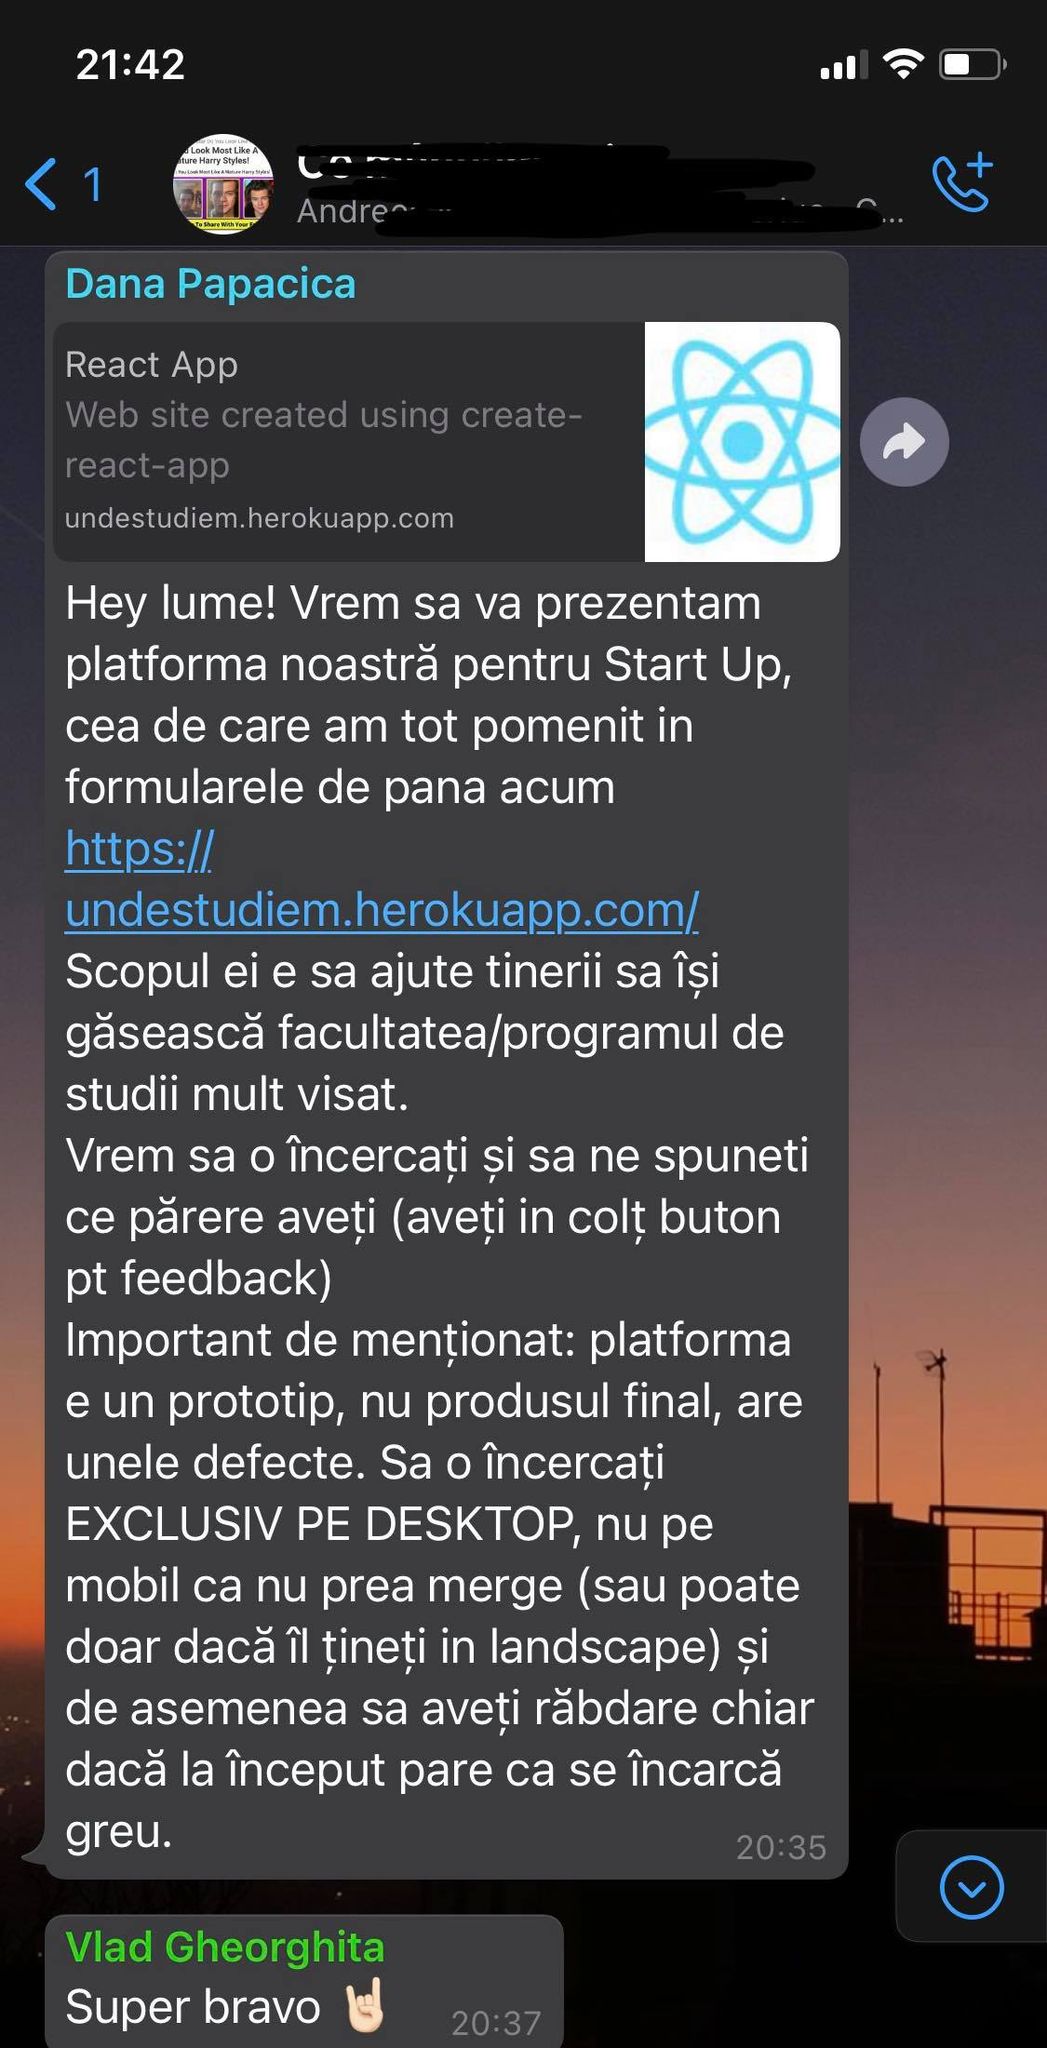 21:42
1
Look Most Like A
ture Harry Styles!
Andre
Dana Papacica
React App
Web site created using create-
react-app
undestudiem.herokuapp.com
Hey lume! Vrem sa va prezentam
platforma noastră pentru Start Up,
cea de care am tot pomenit in
formularele de pana acum
https://
undestudiem.herokuapp.com/
Scopul ei e sa ajute tinerii sa își
găsească facultatea/programul de
studii mult visat.
Vrem sa o încercați și sa ne spuneti
ce părere aveți (aveți in colț buton
pt feedback)
Important de menționat: platforma
e un prototip, nu produsul final, are
unele defecte. Sa o încercați
EXCLUSIV PE DESKTOP, nu pe
mobil ca nu prea merge (sau poate
doar dacă îl țineți in landscape) și
de asemenea sa aveți răbdare chiar
dacă la început pare ca se încarcă
greu.
20:35
Vlad Gheorghita
Super bravo 🤘🏻
20:37